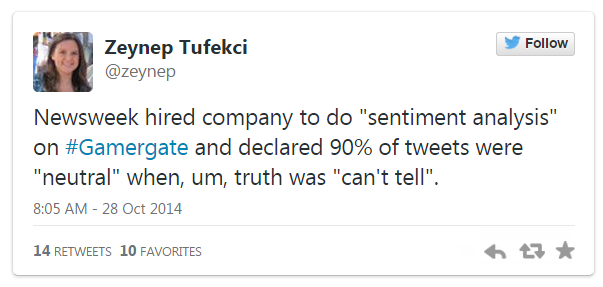 Zeynep Tufekci
Follow
@zeynep
Newsweek hired company to do "sentiment analysis"
on #Gamergate and declared 90% of tweets were
"neutral" when, um, truth was "can't tell".
8:05 AM - 28 Oct 2014
14 RETWEETS 10 FAVORITES